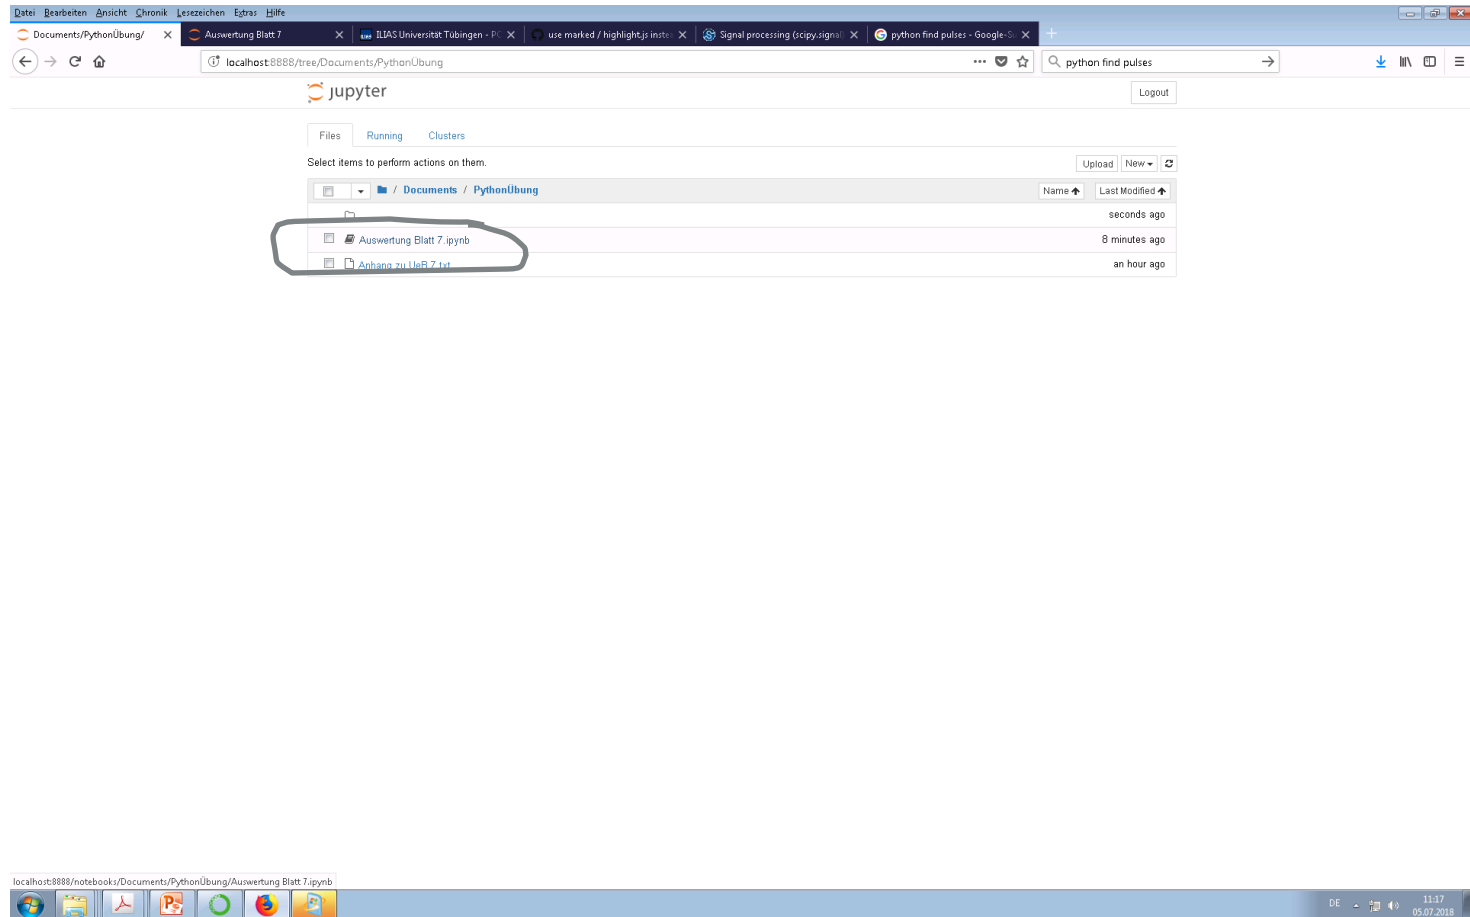 Datei Bearbeiten Ansicht Chronik Lesezeichen Extras Hilfe
Documents/PythonÜbung/ Auswertung Blatt 7 ILIAS Universität Tübingen - PC use marked / highlight.js instea Signal processing (scipy.signal) python find pulses - Google-Su
localhost:8888/tree/Documents/PythonÜbung python find pulses
jupyter Logout
Files Running Clusters
Select items to perform actions on them. Upload New
/ Documents / PythonÜbung Name Last Modified
seconds ago
Auswertung Blatt 7.ipynb 8 minutes ago
Anhang zu UeB 7.txt an hour ago
localhost:8888/notebooks/Documents/PythonÜbung/Auswertung Blatt 7.ipynb
DE 11:17
05.07.2018